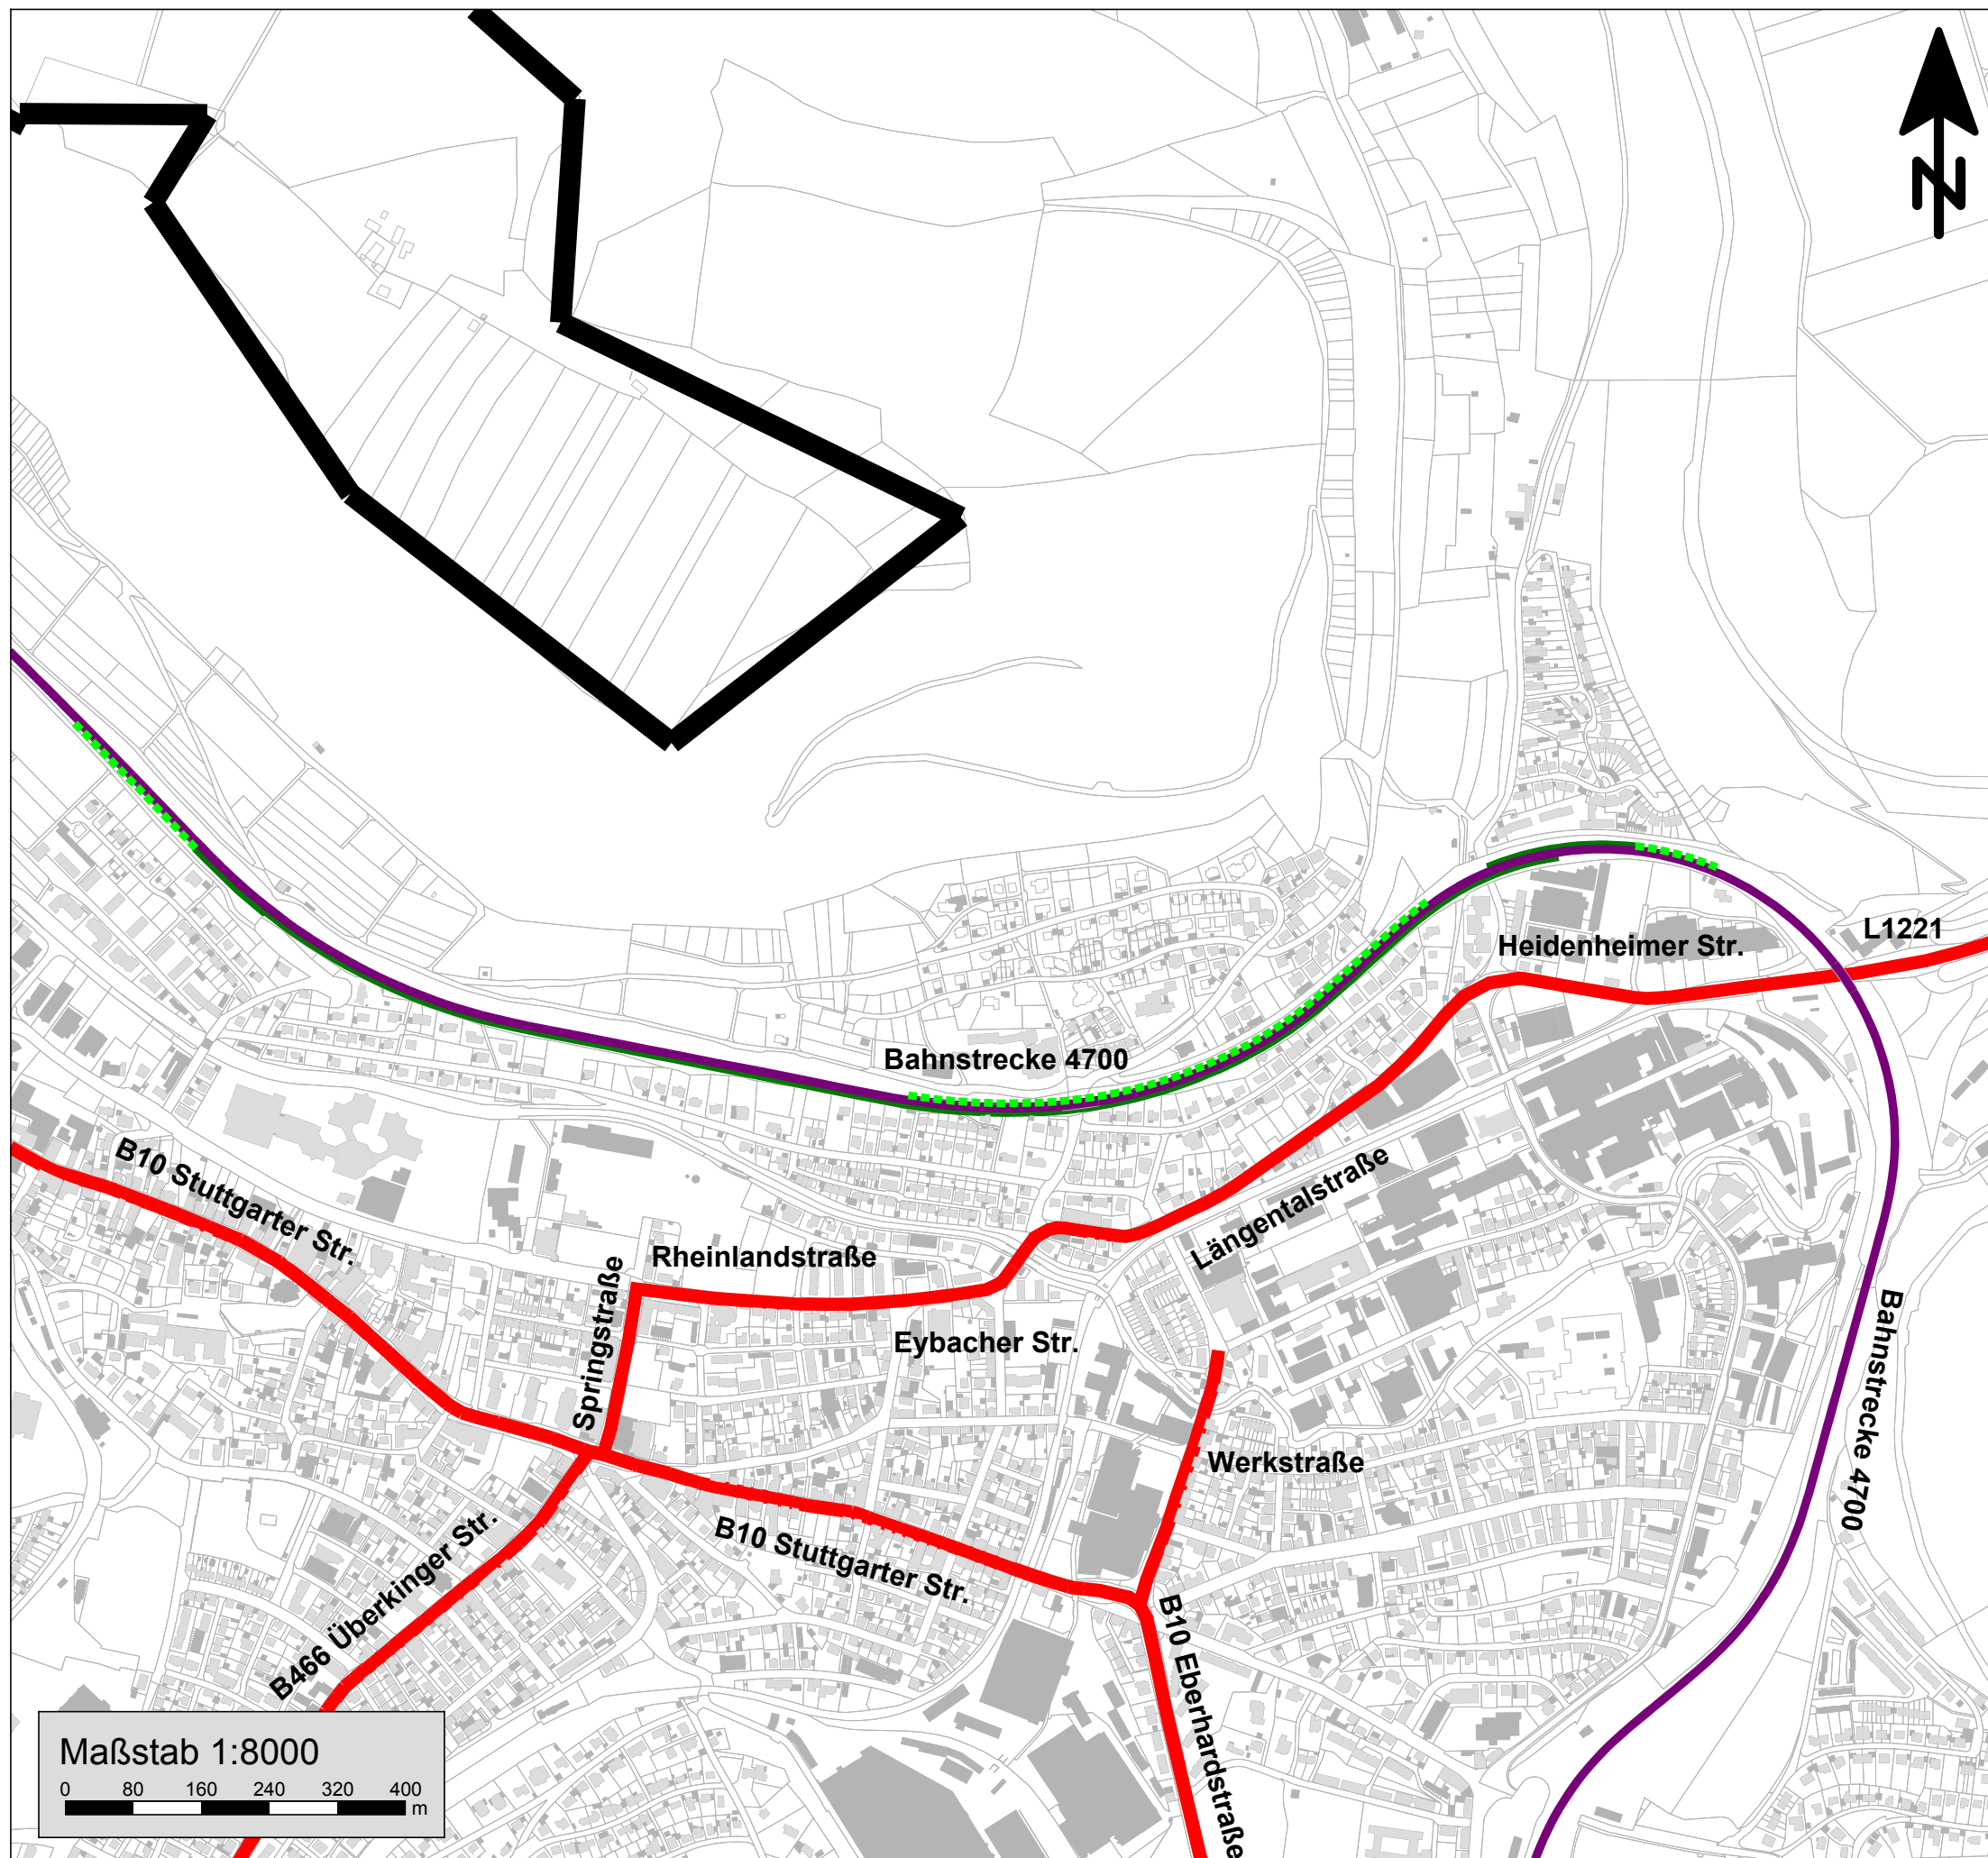 N
L1221
Heidenheimer Str.
Bahnstrecke 4700
B10 Stuttgarter Str.
Längentalstraße
Rheinlandstraße
Springstraße
Eybacher Str.
Bahnstrecke 4700
Werkstraße
B10 Stuttgarter Str.
B466 Überkinger Str.
B10 Eberhardstraße
Maßstab 1:8000
0 80 160 240 320 400
m